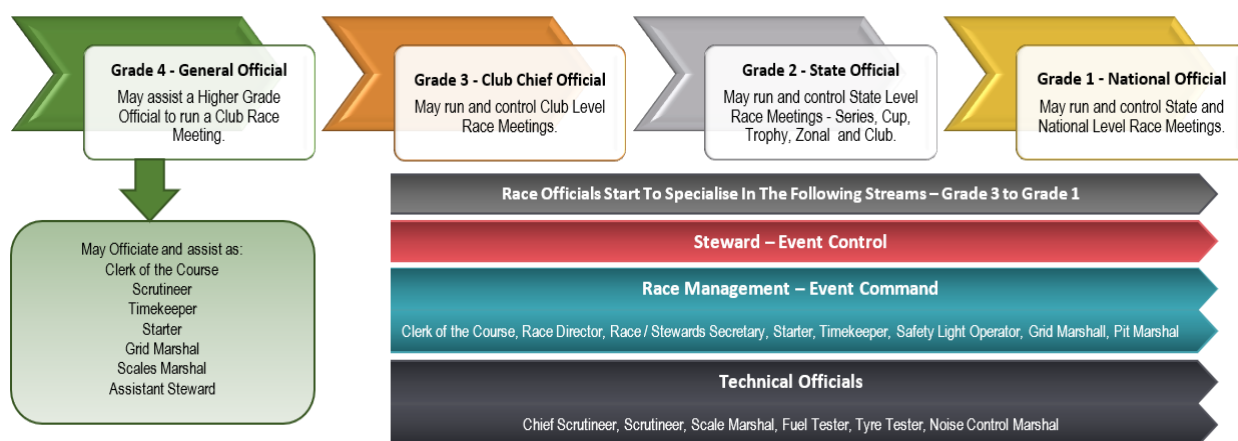 Grade 4 - General Official
May assist a Higher Grade
Official to run a Club Race
Meeting.
Grade 3 - Club Chief Official
May run and control Club Level
Race Meetings.
Grade 2 - State Official
May run and control State Level
Race Meetings - Series, Cup,
Trophy, Zonal and Club.
Grade 1 - National Official
May run and control State and
National Level Race Meetings.
May Officiate and assist as:
Clerk of the Course
Scrutineer
Timekeeper
Starter
Grid Marshal
Scales Marshal
Assistant Steward
Race Officials Start To Specialise In The Following Streams – Grade 3 to Grade 1
Steward – Event Control
Race Management – Event Command
Clerk of the Course, Race Director, Race / Stewards Secretary, Starter, Timekeeper, Safety Light Operator, Grid Marshall, Pit Marshal
Technical Officials
Chief Scrutineer, Scrutineer, Scale Marshal, Fuel Tester, Tyre Tester, Noise Control Marshal